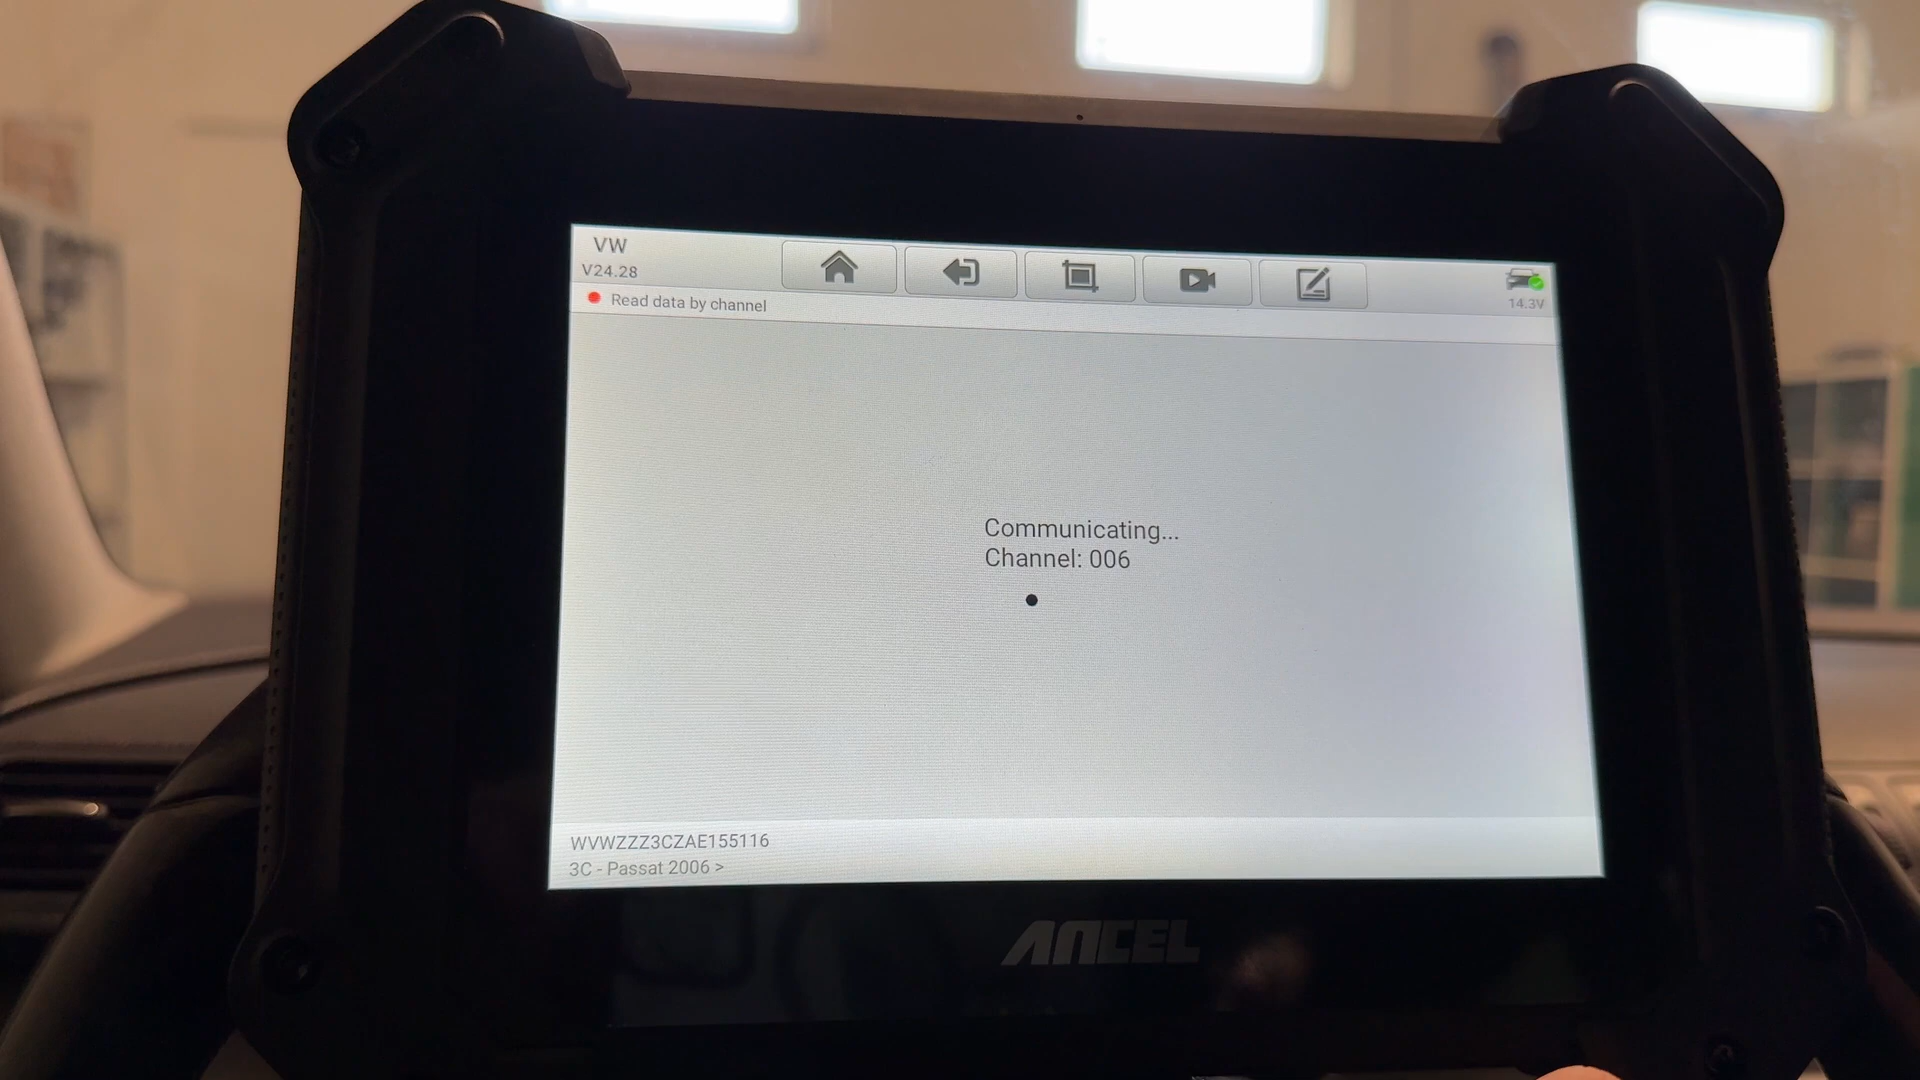 VW
V24.28
14.3V
Read data by channel
Communicating...
Channel: 006
WVWZZZ3CZAE155116
3C - Passat 2006 >
ANCEL